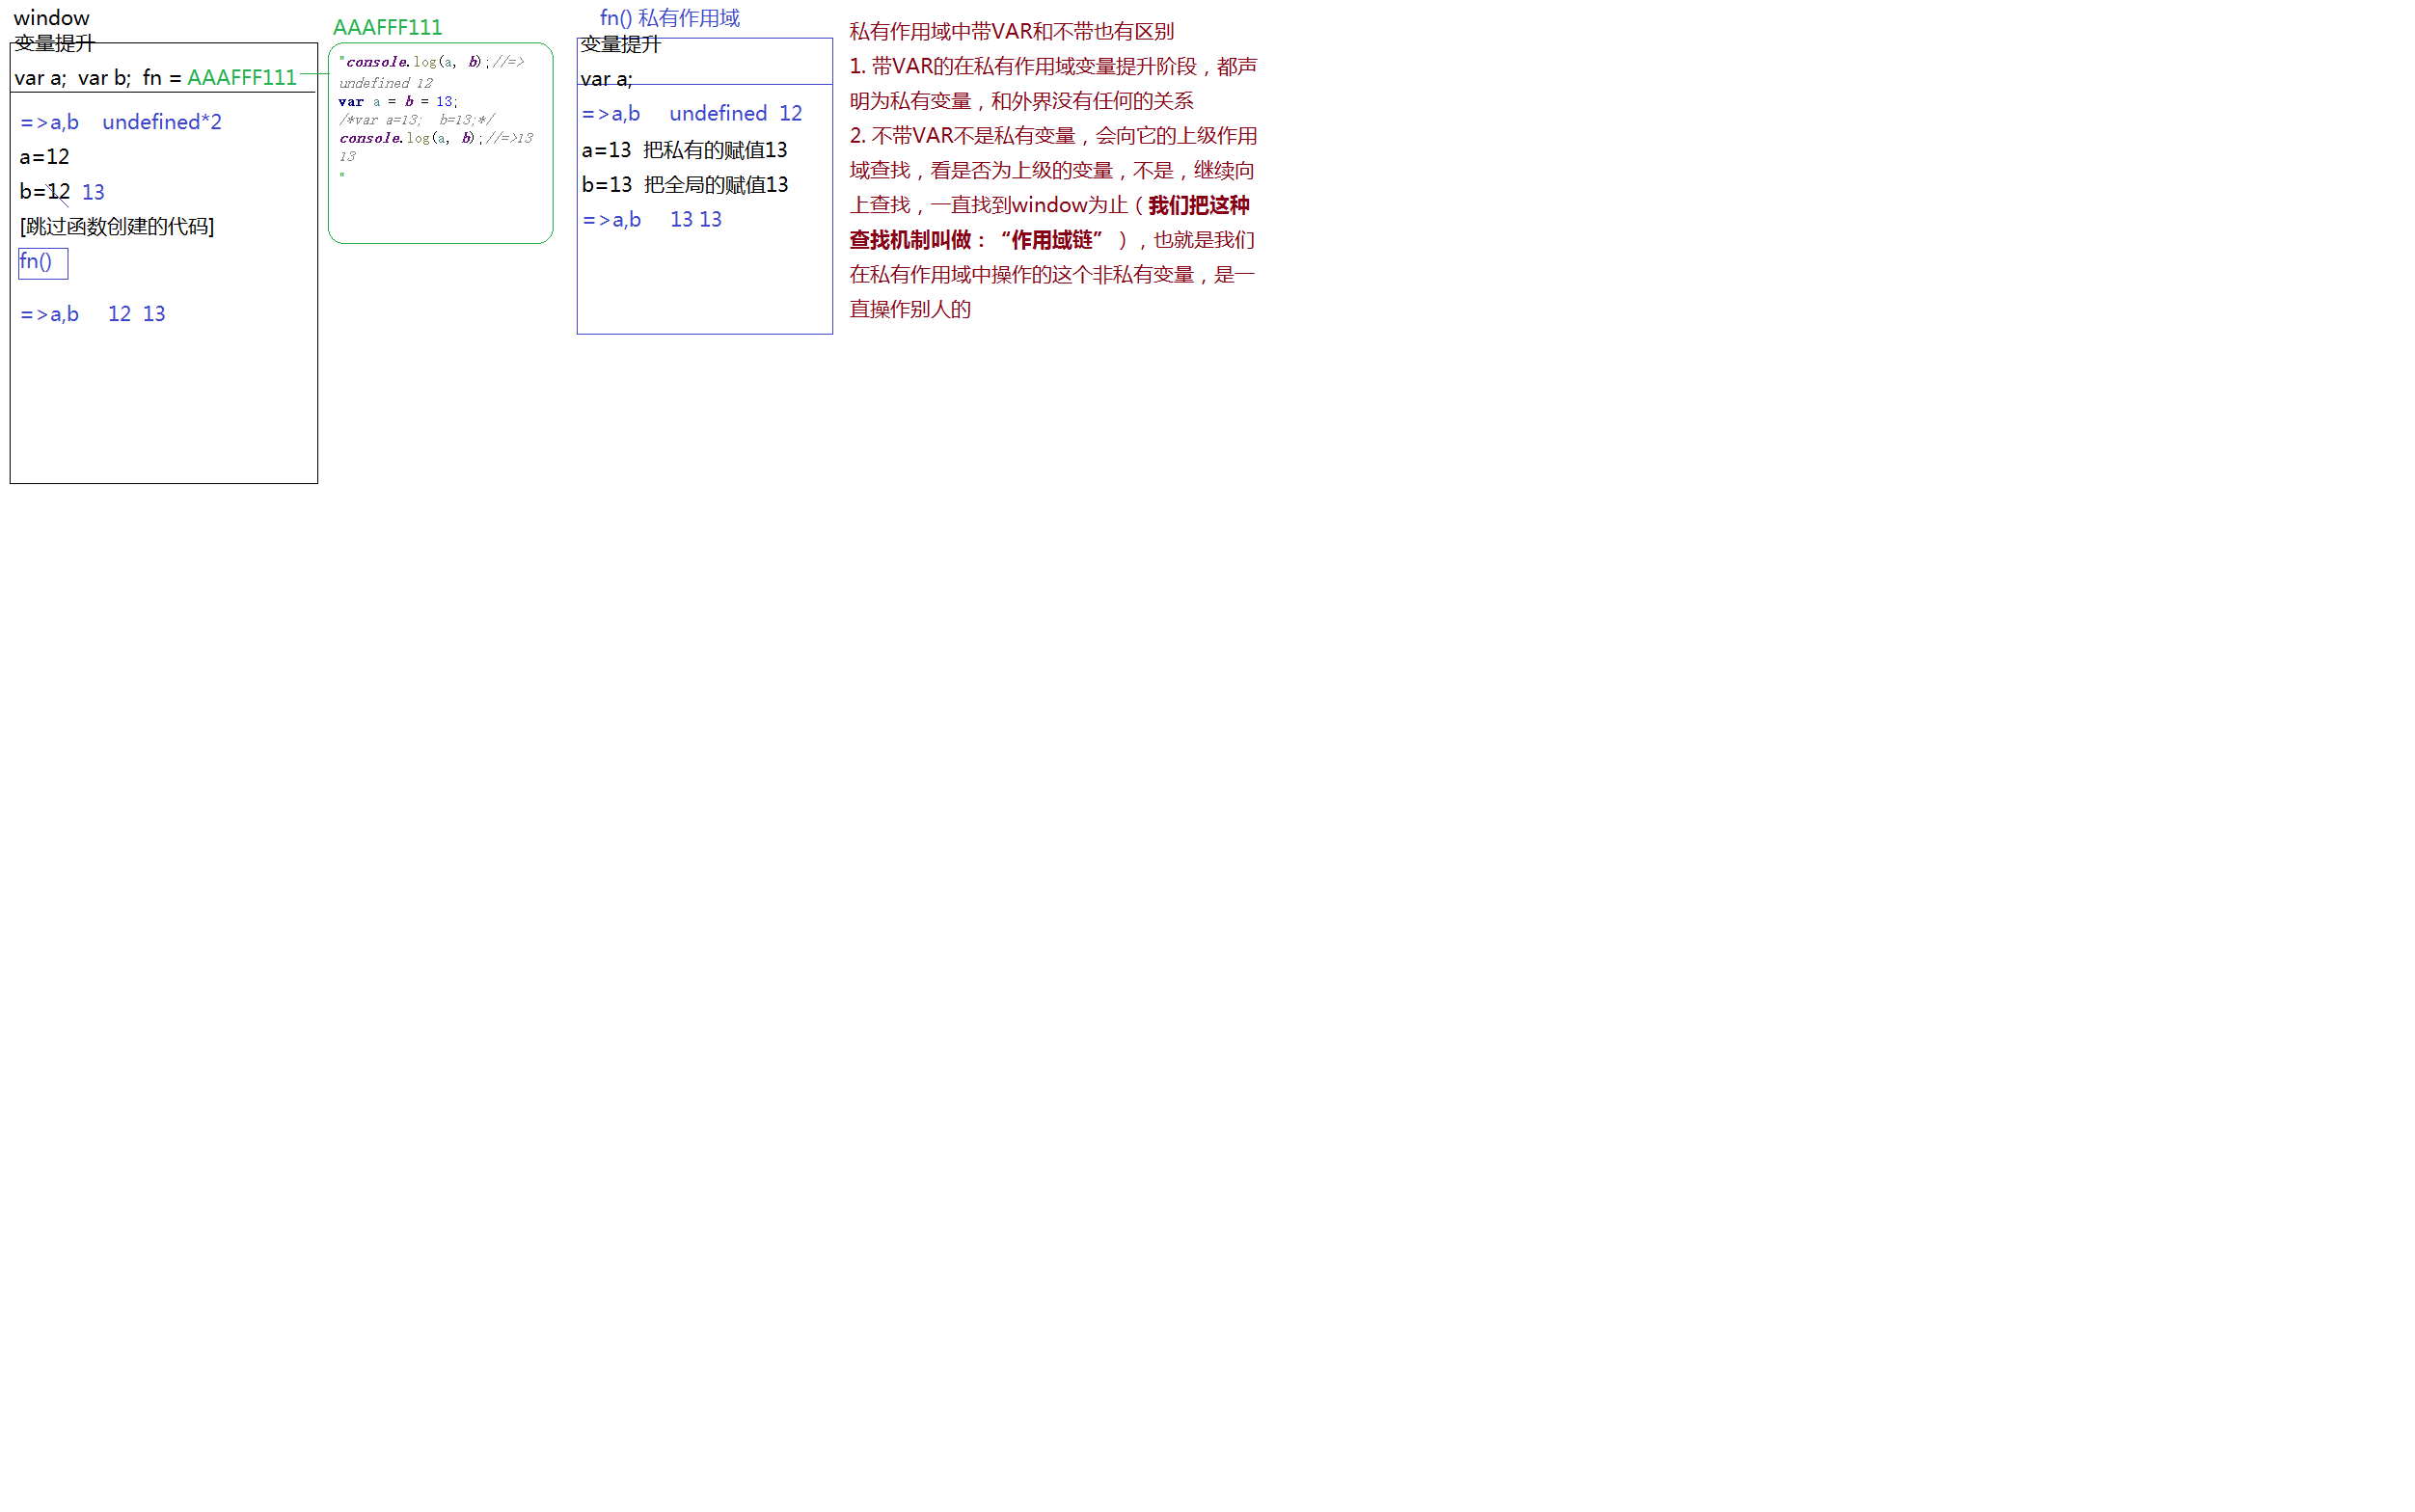 window
变量提升
var a;  var b;  fn = AAAFFF111
=>a,b    undefined*2
a=12
b=12  13
[跳过函数创建的代码]
fn()
=>a,b     12  13
AAAFFF111
"console.log(a, b);//=>
undefined 12
var a = b = 13;
/*var a=13;  b=13;*/
console.log(a, b);//=>13
13
"
fn() 私有作用域
变量提升
var a;
=>a,b     undefined  12
a=13  把私有的赋值13
b=13  把全局的赋值13
=>a,b     13 13
私有作用域中带VAR和不带也有区别
1. 带VAR的在私有作用域变量提升阶段，都声
明为私有变量，和外界没有任何的关系
2. 不带VAR不是私有变量，会向它的上级作用
域查找，看是否为上级的变量，不是，继续向
上查找，一直找到window为止（我们把这种
查找机制叫做：“作用域链”），也就是我们
在私有作用域中操作的这个非私有变量，是一
直操作别人的